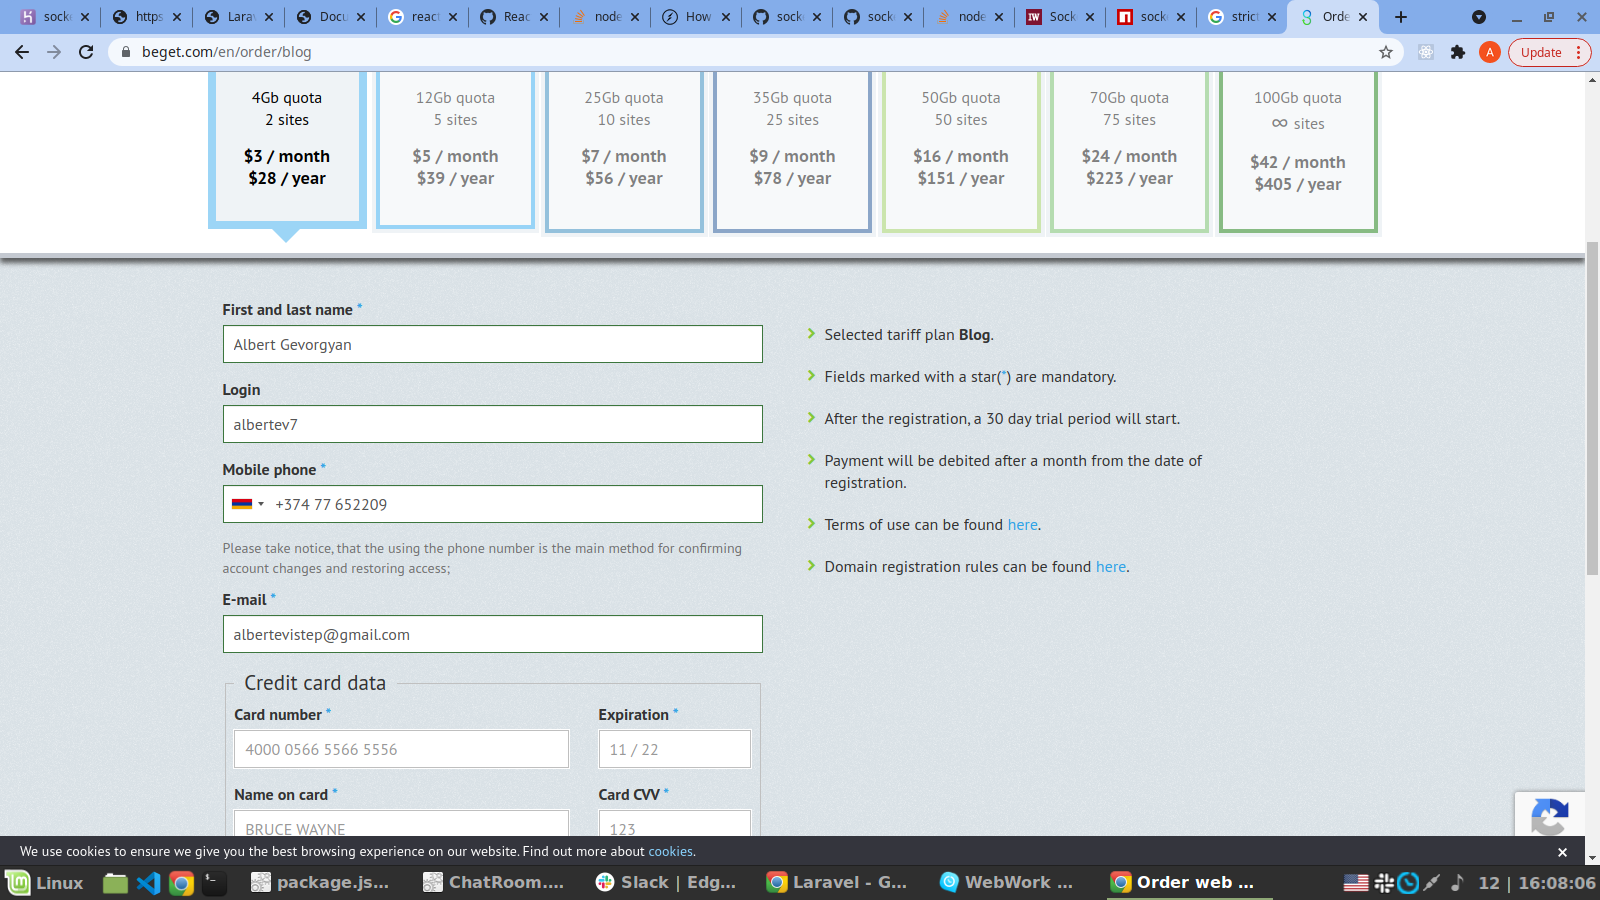 socke
https
Larav
Docu
react
Reac
node
How
socke
socke
node
Sock
socke
strict
Orde
beget.com/en/order/blog
A
Update
4Gb quota
2 sites
$3 / month
$28 / year
12Gb quota
5 sites
$5 / month
$39 / year
25Gb quota
10 sites
$7 / month
$56 / year
35Gb quota
25 sites
$9 / month
$78 / year
50Gb quota
50 sites
$16 / month
$151 / year
70Gb quota
75 sites
$24 / month
$223 / year
100Gb quota
∞ sites
$42 / month
$405 / year
First and last name *
Albert Gevorgyan
Login
albertev7
Mobile phone *
+374 77 652209
Please take notice, that the using the phone number is the main method for confirming
account changes and restoring access;
E-mail *
albertevistep@gmail.com
Selected tariff plan Blog.
Fields marked with a star(*) are mandatory.
After the registration, a 30 day trial period will start.
Payment will be debited after a month from the date of
registration.
Terms of use can be found here.
Domain registration rules can be found here.
Credit card data
Card number *
Expiration *
4000 0566 5566 5556
11 / 22
Name on card *
Card CVV *
BRUCE WAYNE
123
We use cookies to ensure we give you the best browsing experience on our website. Find out more about cookies.
Linux
package.js...
ChatRoom....
Slack | Edg...
Laravel - G...
WebWork ...
Order web ...
12 | 16:08:06